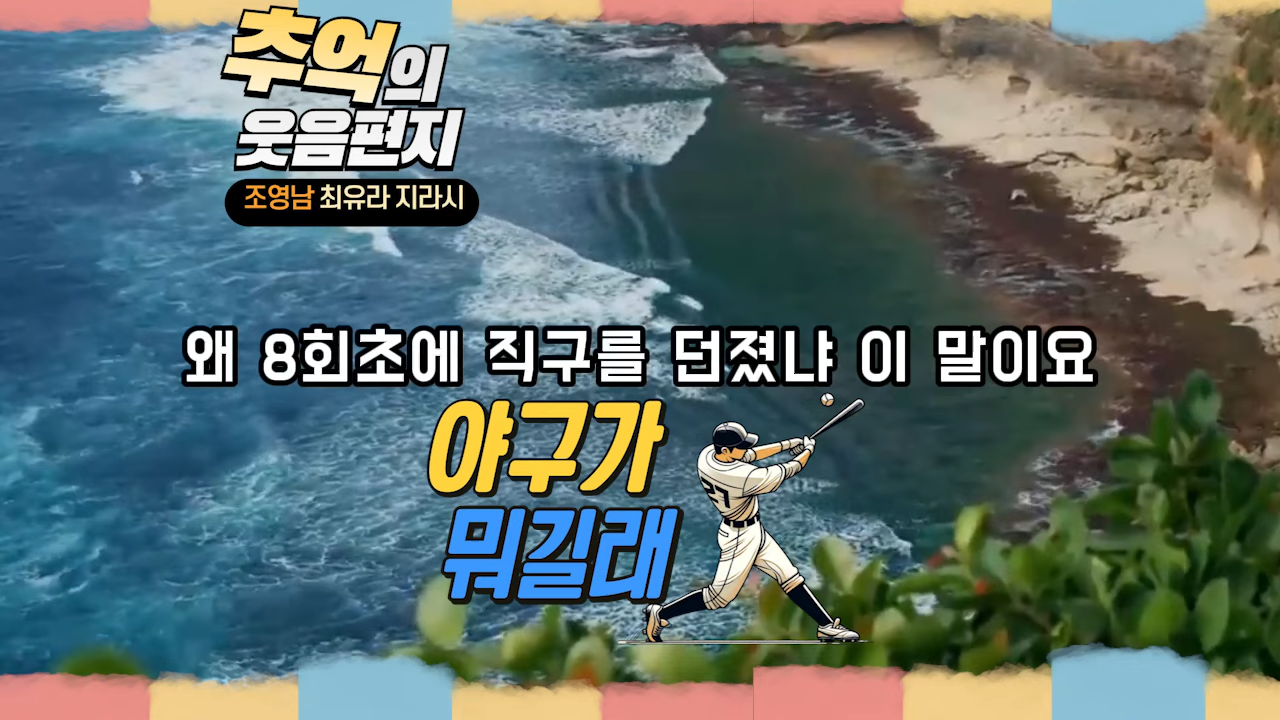 추억의
웃음편지
조영남 최유라 지라시
왜 8회초에 직구를 던졌냐 이 말이요
야구가
뭐길래
21